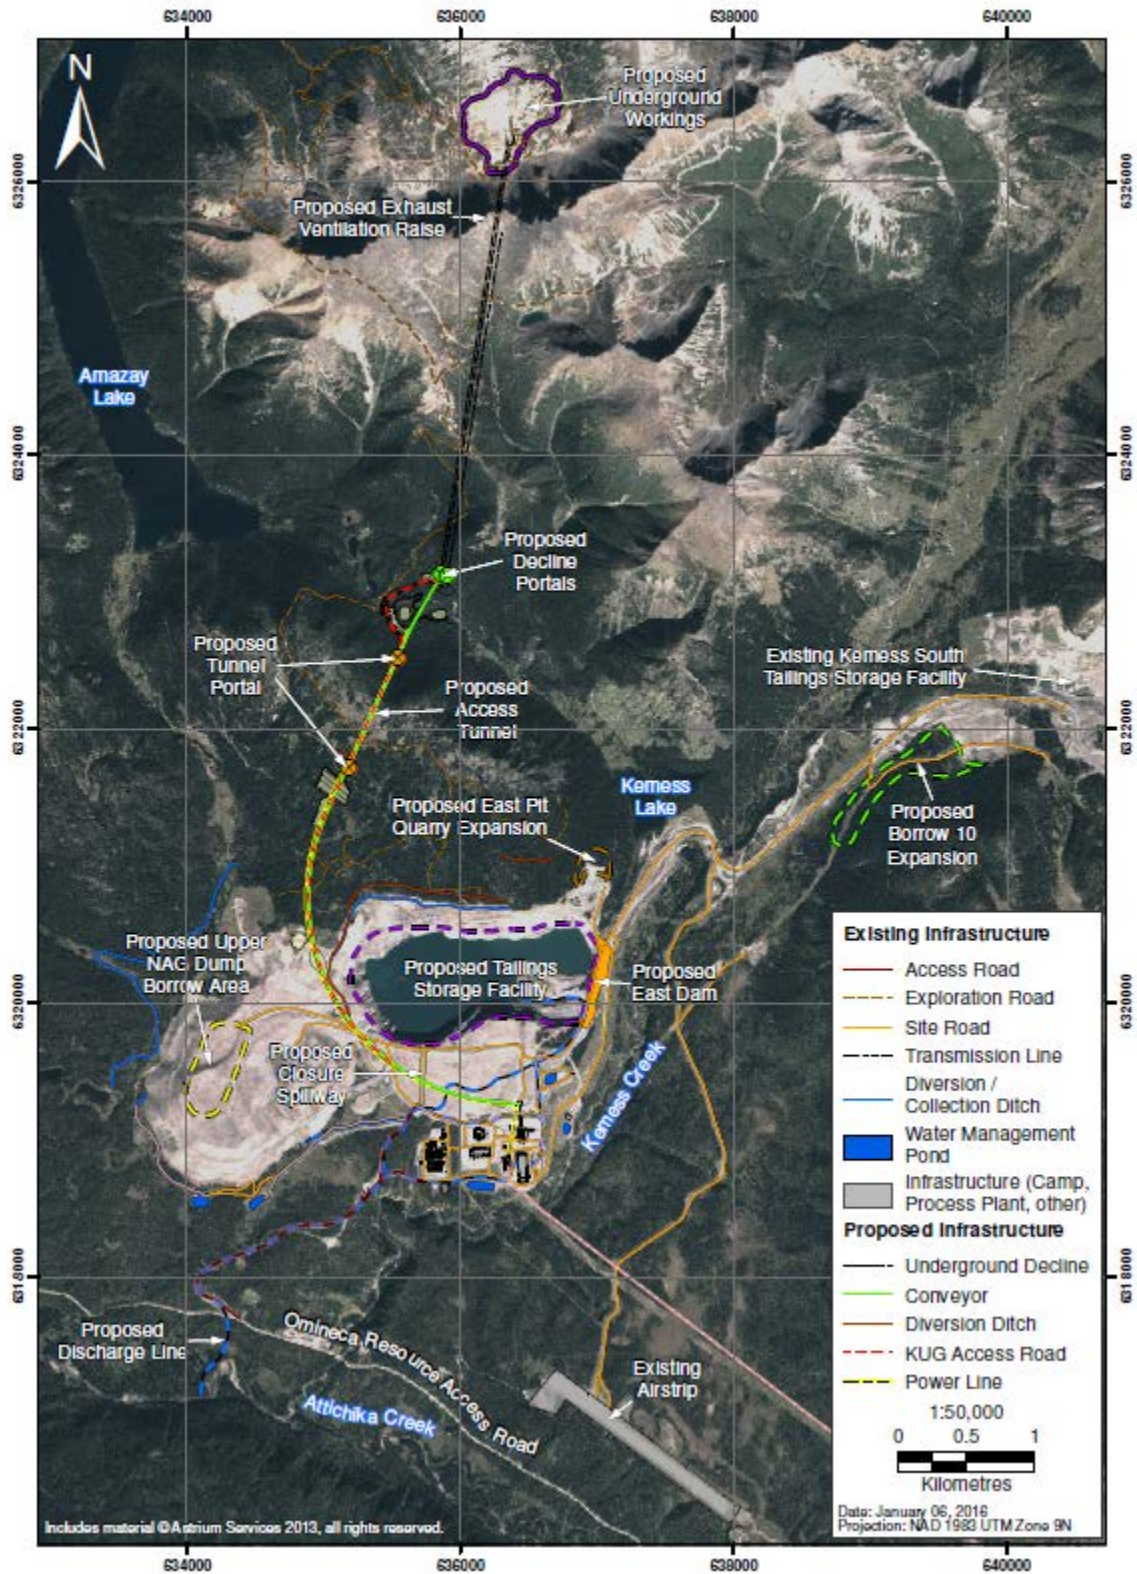 634000
636000
638000
640000
N
Proposed
Underground
Workings
6326000
6326000
Proposed Exhaust
Ventilation Raise
Amazay
Lake
6324000
6324000
Proposed
Decline
Portals
Proposed
Tunnel
Portal
Existing Kemess South
Tailings Storage Facility
Proposed
Access
Tunnel
6322000
6322000
Kemess
Lake
Proposed East Pit
Quarry Expansion
Proposed
Borrow 10
Expansion
Proposed Upper
NAG Dump
Borrow Area
Proposed Tailings
Storage Facility
Proposed
East Dam
6320000
6320000
Proposed
Closure
Spillway
Kemess Creek
6318000
6318000
Proposed
Discharge Line
Omineca Resource Access Road
Attichika Creek
Existing
Airstrip
Existing Infrastructure
Access Road
Exploration Road
Site Road
Transmission Line
Diversion /
Collection Ditch
Water Management
Pond
Infrastructure (Camp,
Process Plant, other)
Proposed Infrastructure
Underground Decline
Conveyor
Diversion Ditch
KUG Access Road
Power Line
1:50,000
0 0.5 1
Kilometres
Date: January 06, 2016
Projection: NAD 1983 UTM Zone 9N
Includes material © Astrium Services 2013, all rights reserved.
634000
636000
638000
640000